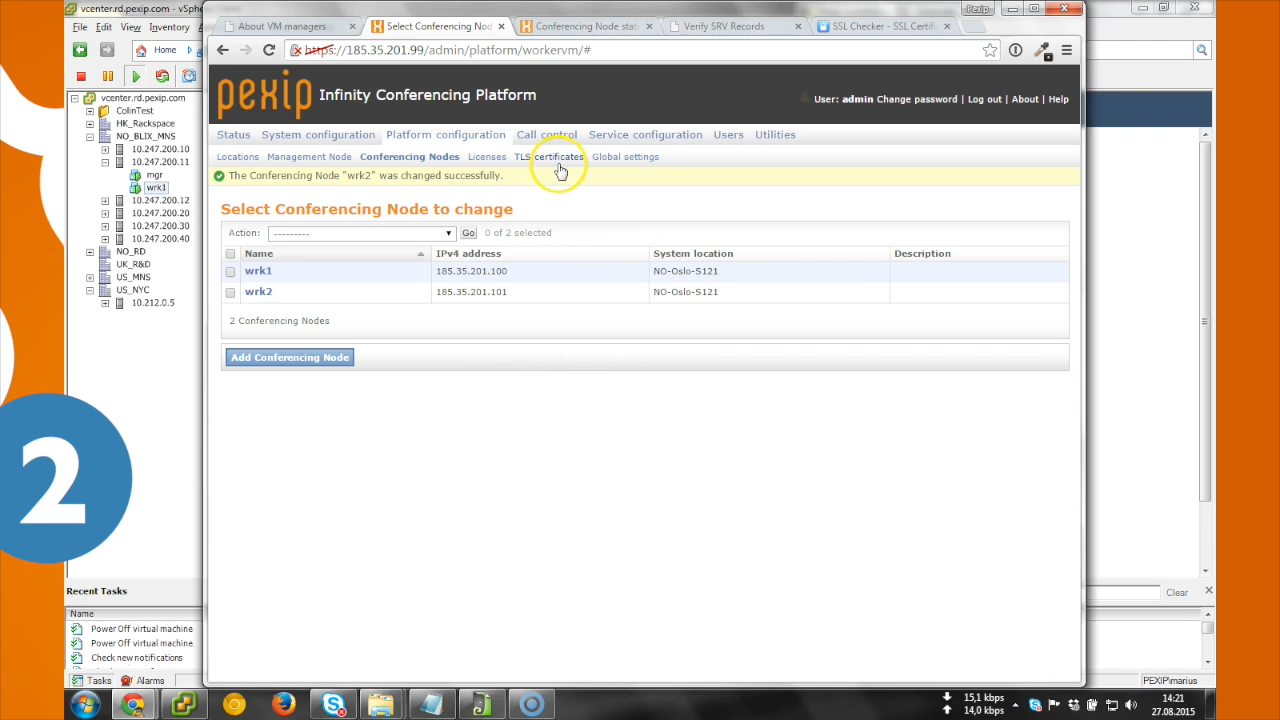 vcenter.rd.pexip.com - vSphe
File Edit View Inventory
Home
vcenter.rd.pexip.com
ColinTest
HK_Rackspace
NO_BLIX_MNS
10.247.200.10
10.247.200.11
mgr
wrk1
10.247.200.12
10.247.200.20
10.247.200.30
10.247.200.40
NO_RD
UK_R&D
US_MNS
US_NYC
10.212.0.5
2
Recent Tasks
Name
Power Off virtual machine
Power Off virtual machine
Check new notifications
Tasks Alarms
Pexip
About VM managers
Select Conferencing Nod
Conferencing Node stat
Verify SRV Records
SSL Checker - SSL Certifi
https://185.35.201.99/admin/platform/workervm/#
pexip Infinity Conferencing Platform
User: admin Change password | Log out | About | Help
Status System configuration Platform configuration Call control Service configuration Users Utilities
Locations Management Node Conferencing Nodes Licenses TLS certificates Global settings
The Conferencing Node "wrk2" was changed successfully.
Select Conferencing Node to change
Action: --------- Go 0 of 2 selected
Name IPv4 address System location Description
wrk1 185.35.201.100 NO-Oslo-S121
wrk2 185.35.201.101 NO-Oslo-S121
2 Conferencing Nodes
Add Conferencing Node
Clear
PEXIP\marius
15,1 kbps
14,0 kbps
14:21
27.08.2015